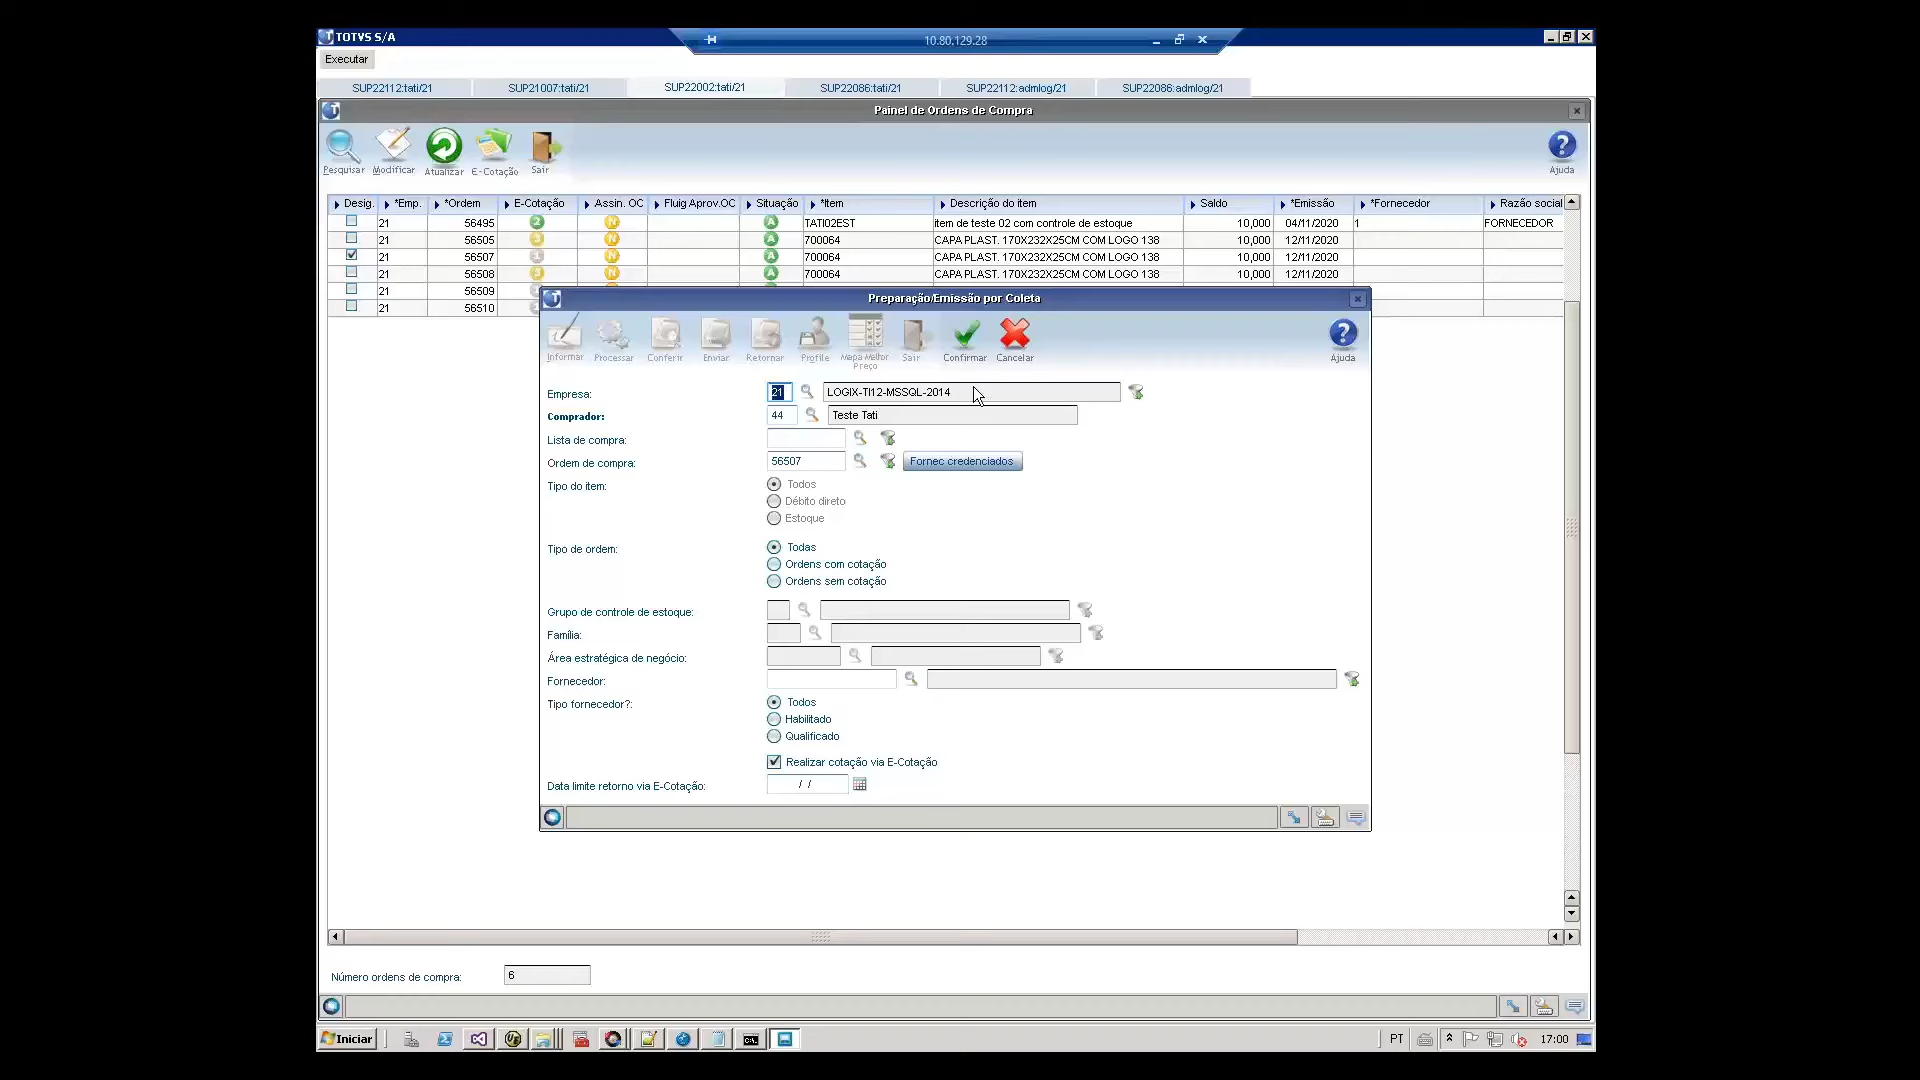 TOTVS S/A
10.80.129.28
Executar
SUP22112:tati/21 SUP21007:tati/21 SUP22002:tati/21 SUP22086:tati/21 SUP22112:admlog/21 SUP22086:admlog/21
Painel de Ordens de Compra
Pesquisar Modificar Atualizar E-Cotação Sair Ajuda
Desig. *Emp. *Ordem E-Cotação Assin. OC Fluig Aprov.OC Situação *Item Descrição do item Saldo *Emissão *Fornecedor Razão social
21 56495 2 N A TATI02EST item de teste 02 com controle de estoque 10,000 04/11/2020 1 FORNECEDOR
21 56505 3 N A 700064 CAPA PLAST. 170X232X25CM COM LOGO 138 10,000 12/11/2020
21 56507 1 N A 700064 CAPA PLAST. 170X232X25CM COM LOGO 138 10,000 12/11/2020
21 56508 3 N A 700064 CAPA PLAST. 170X232X25CM COM LOGO 138 10,000 12/11/2020
21 56509
21 56510
Preparação/Emissão por Coleta
Informar Processar Conferir Enviar Retornar Profile Mapa Melhor Preço Sair Confirmar Cancelar Ajuda
Empresa: 21 LOGIX-TI12-MSSQL-2014
Comprador: 44 Teste Tati
Lista de compra:
Ordem de compra: 56507 Fornec credenciados
Tipo do item: Todos
Débito direto
Estoque
Tipo de ordem: Todas
Ordens com cotação
Ordens sem cotação
Grupo de controle de estoque:
Família:
Área estratégica de negócio:
Fornecedor:
Tipo fornecedor?: Todos
Habilitado
Qualificado
Realizar cotação via E-Cotação
Data limite retorno via E-Cotação: / /
Número ordens de compra: 6
Iniciar PT 17:00